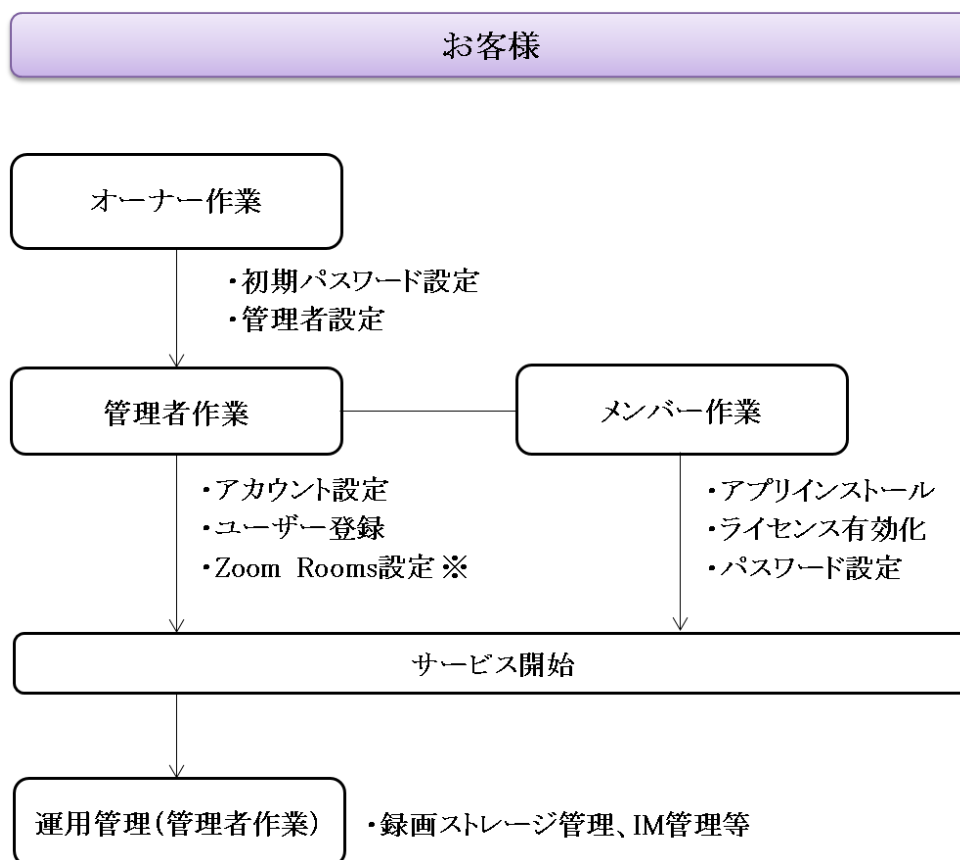 お客様
オーナー作業
・初期パスワード設定
・管理者設定
管理者作業
メンバー作業
・アカウント設定
・ユーザー登録
・Zoom Rooms設定※
・アプリインストール
・ライセンス有効化
・パスワード設定
サービス開始
運用管理(管理者作業)
・録画ストレージ管理、IM管理等